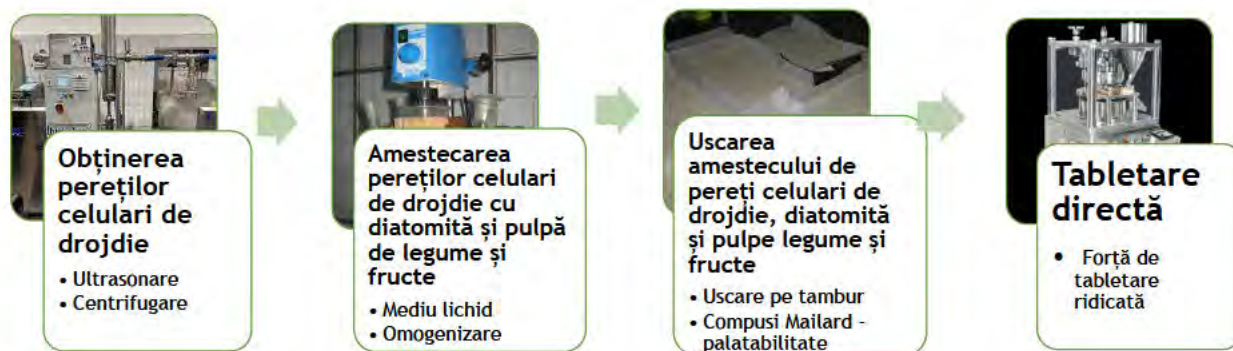 Obținerea
pereților
celulari de
drojdie
• Ultrasonare
• Centrifugare
Amestecarea
pereților celulari
de drojdie cu
diatomită și pulpă
de legume și
fructe
• Mediu lichid
• Omogenizare
Uscarea
amestecului de
pereți celulari de
drojdie, diatomită
și pulpe legume și
fructe
• Uscare pe tambur
• Compusi Mailard -
palatabilitate
Tabletare
directă
• Forță de
tabletare
ridicată